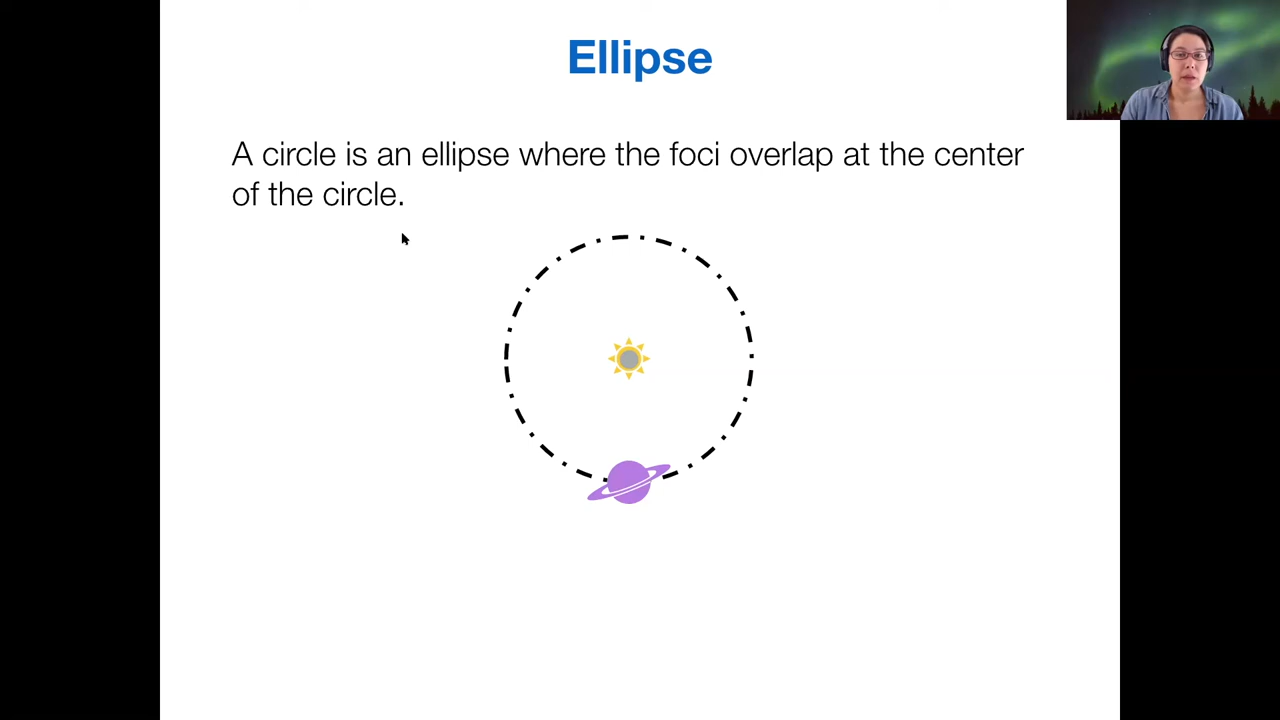 Ellipse
A circle is an ellipse where the foci overlap at the center
of the circle.